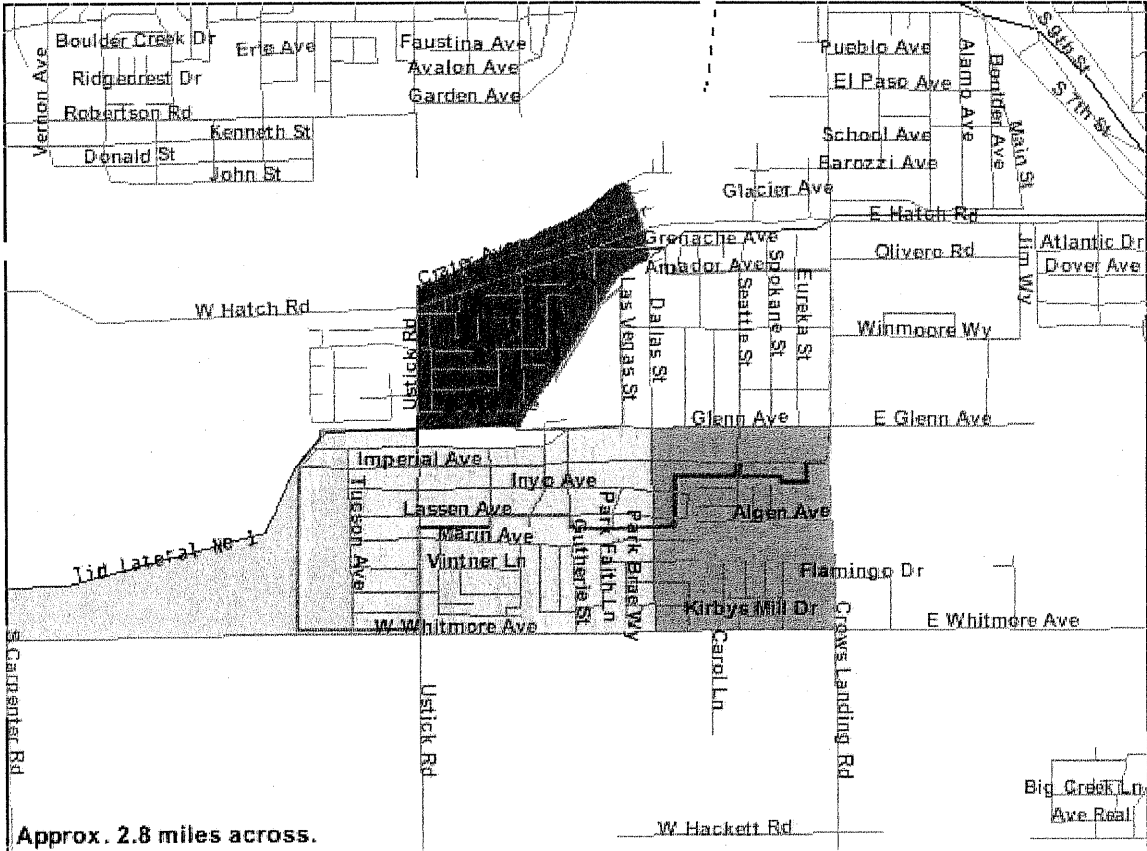 Boulder Creek Dr
Erie Ave
Faustina Ave
Pueblo Ave
S 9th St
Vernon Ave
Ridgecrest Dr
Avalon Ave
Alamo Ave
Boulder Ave
El Paso Ave
Garden Ave
S 7th St
Robertson Rd
Kenneth St
School Ave
Main St
Donald St
Barozzi Ave
John St
Glacier Ave
E Hatch Rd
Grenache Ave
Olivero Rd
Jim Wy
Atlantic Dr
Amador Ave
Dover Ave
Spokane St
Eureka St
Seattle St
Las Vegas St
Dallas St
W Hatch Rd
Ustick Rd
Winmoore Wy
Glenn Ave
E Glenn Ave
Imperial Ave
Inyo Ave
Tucson Ave
Lassen Ave
Algen Ave
Park Faith Ln
Park Brae Wy
Marin Ave
Gutherie St
Tid Lateral No 1
Vintner Ln
Flamingo Dr
Kirbys Mill Dr
W Whitmore Ave
E Whitmore Ave
S Carpenter Rd
Ustick Rd
Carol Ln
Crews Landing Rd
Big Creek Ln
Ave Real
Approx. 2.8 miles across.
W Hackett Rd